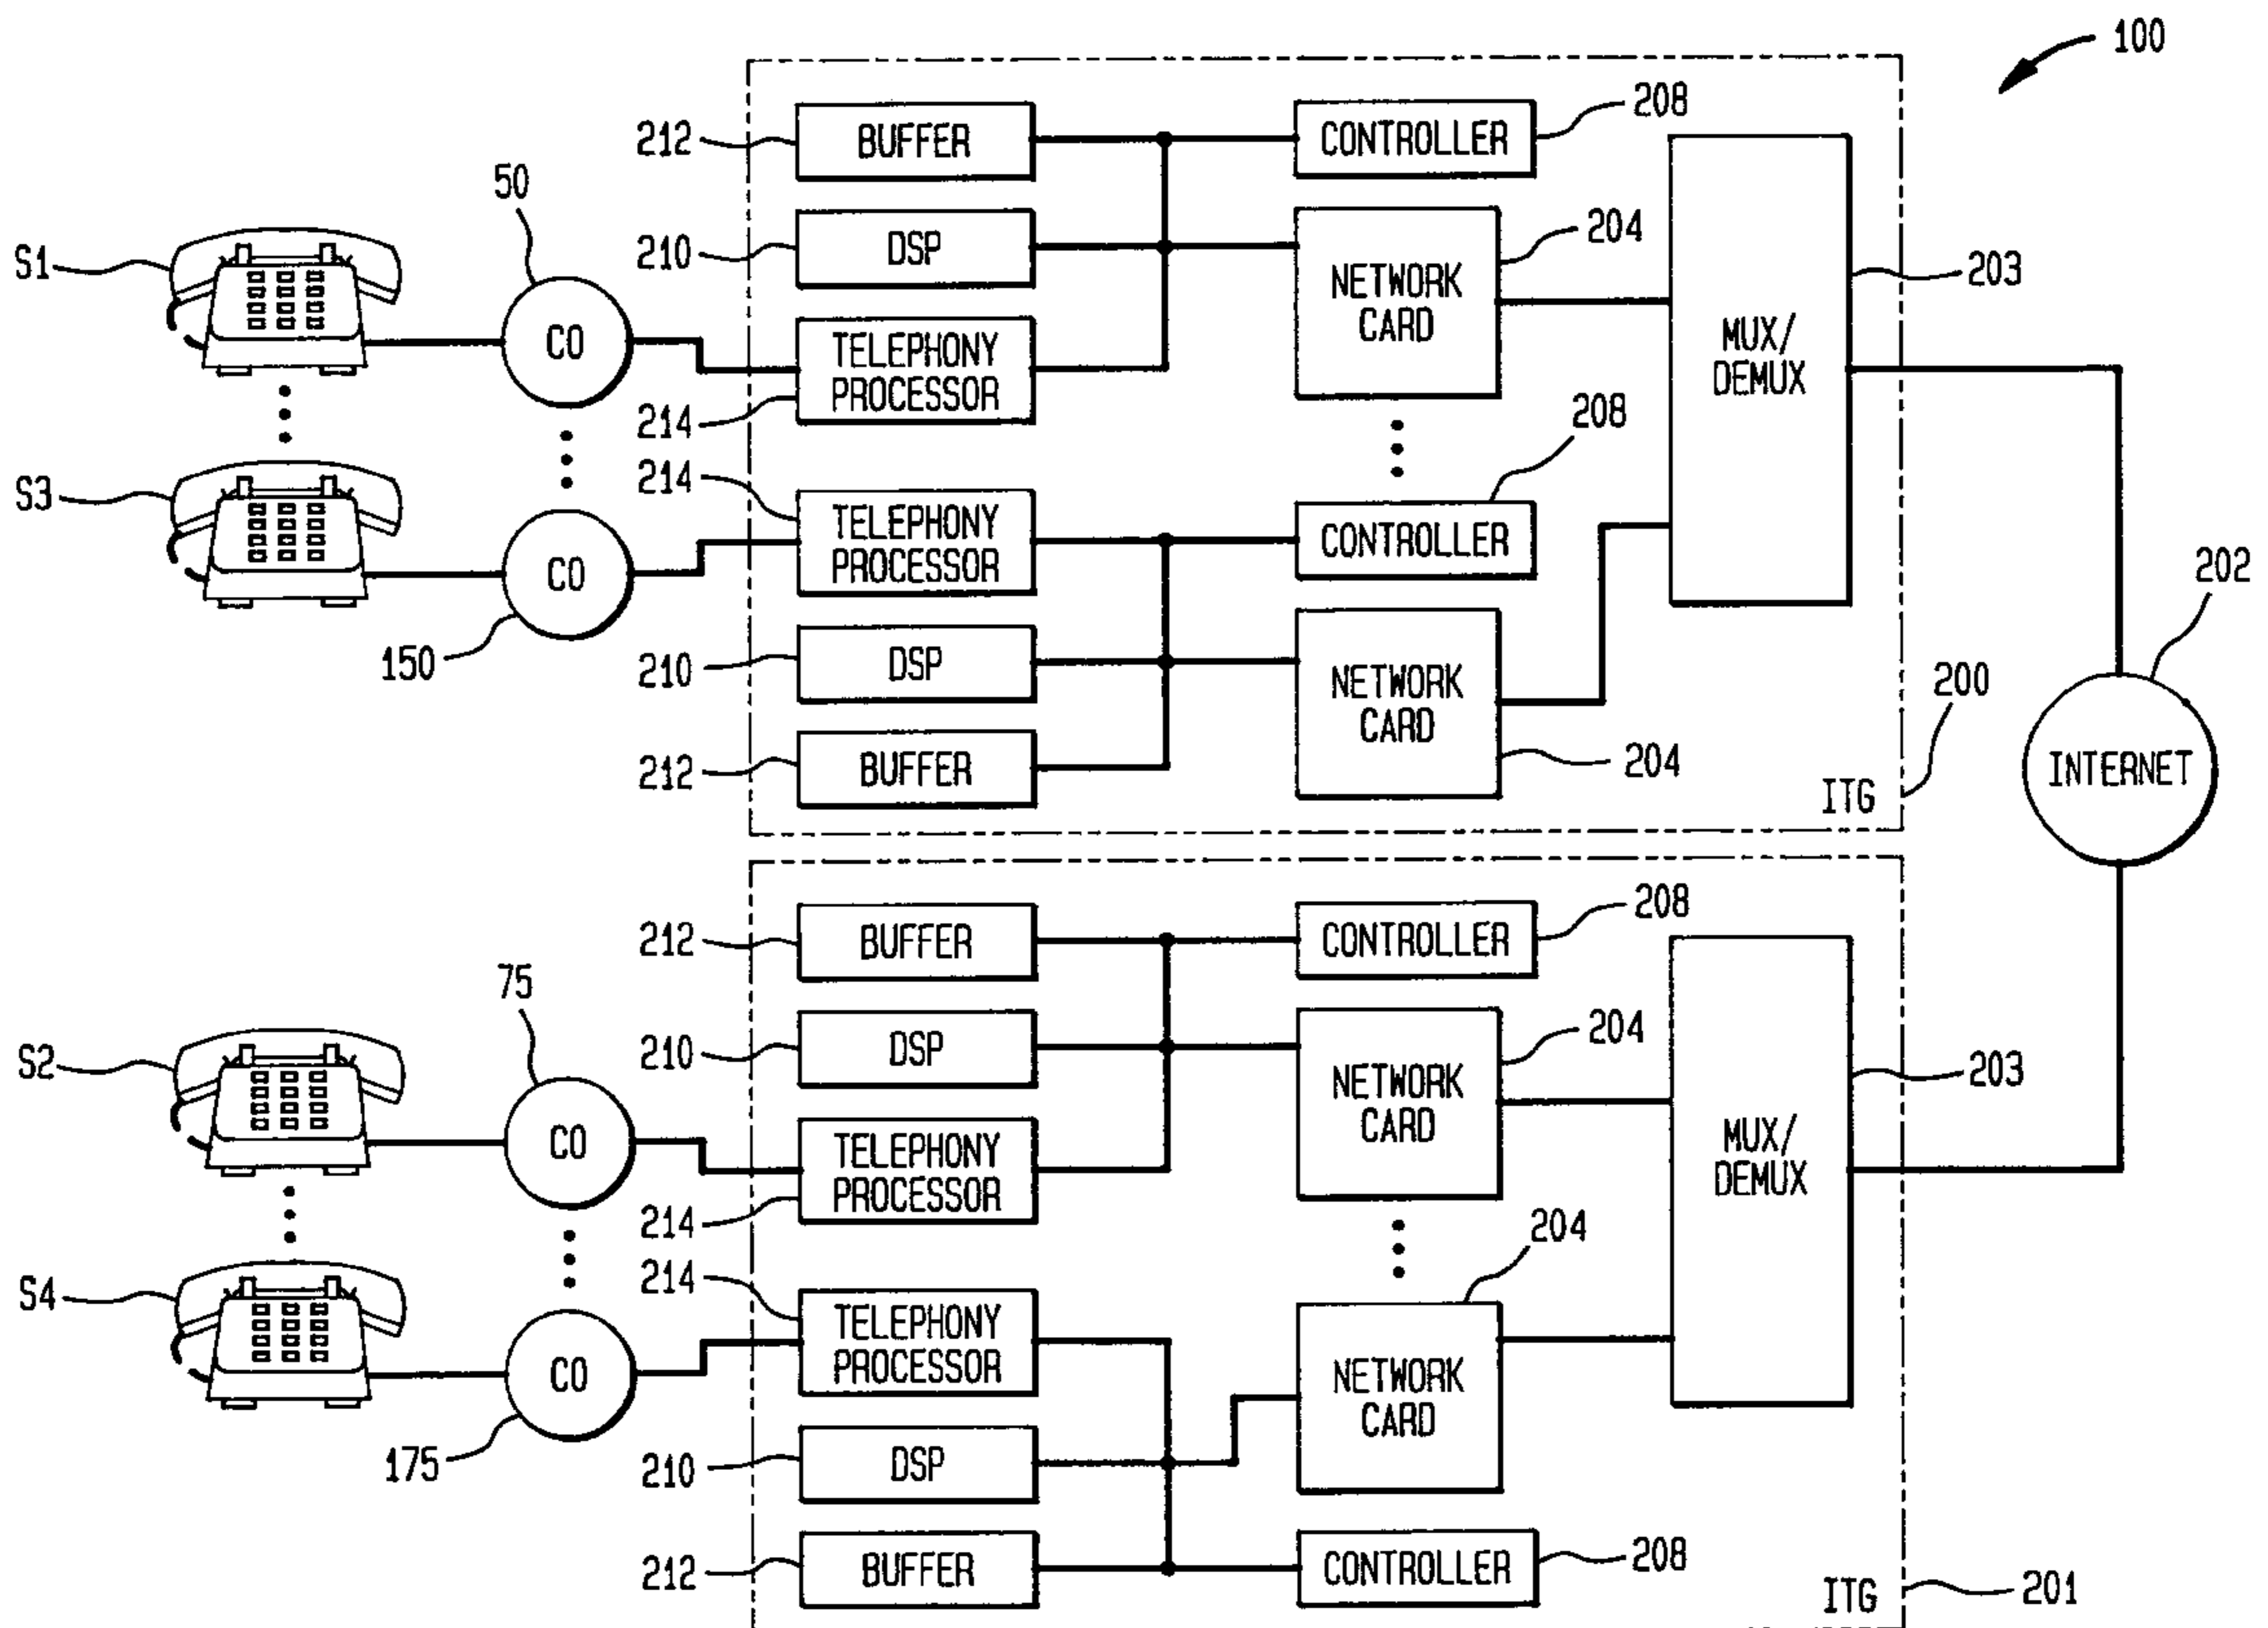 100
212
BUFFER
CONTROLLER
208
50
S1
210
DSP
NETWORK
CARD
204
203
CO
TELEPHONY
PROCESSOR
214
MUX/
DEMUX
208
S3
214
TELEPHONY
PROCESSOR
CONTROLLER
CO
150
202
210
DSP
NETWORK
CARD
204
200
212
BUFFER
ITG
INTERNET
212
BUFFER
CONTROLLER
208
75
S2
210
DSP
NETWORK
CARD
204
203
CO
TELEPHONY
PROCESSOR
214
MUX/
DEMUX
204
S4
214
TELEPHONY
PROCESSOR
NETWORK
CARD
CO
175
210
DSP
212
BUFFER
CONTROLLER
208
ITG
201